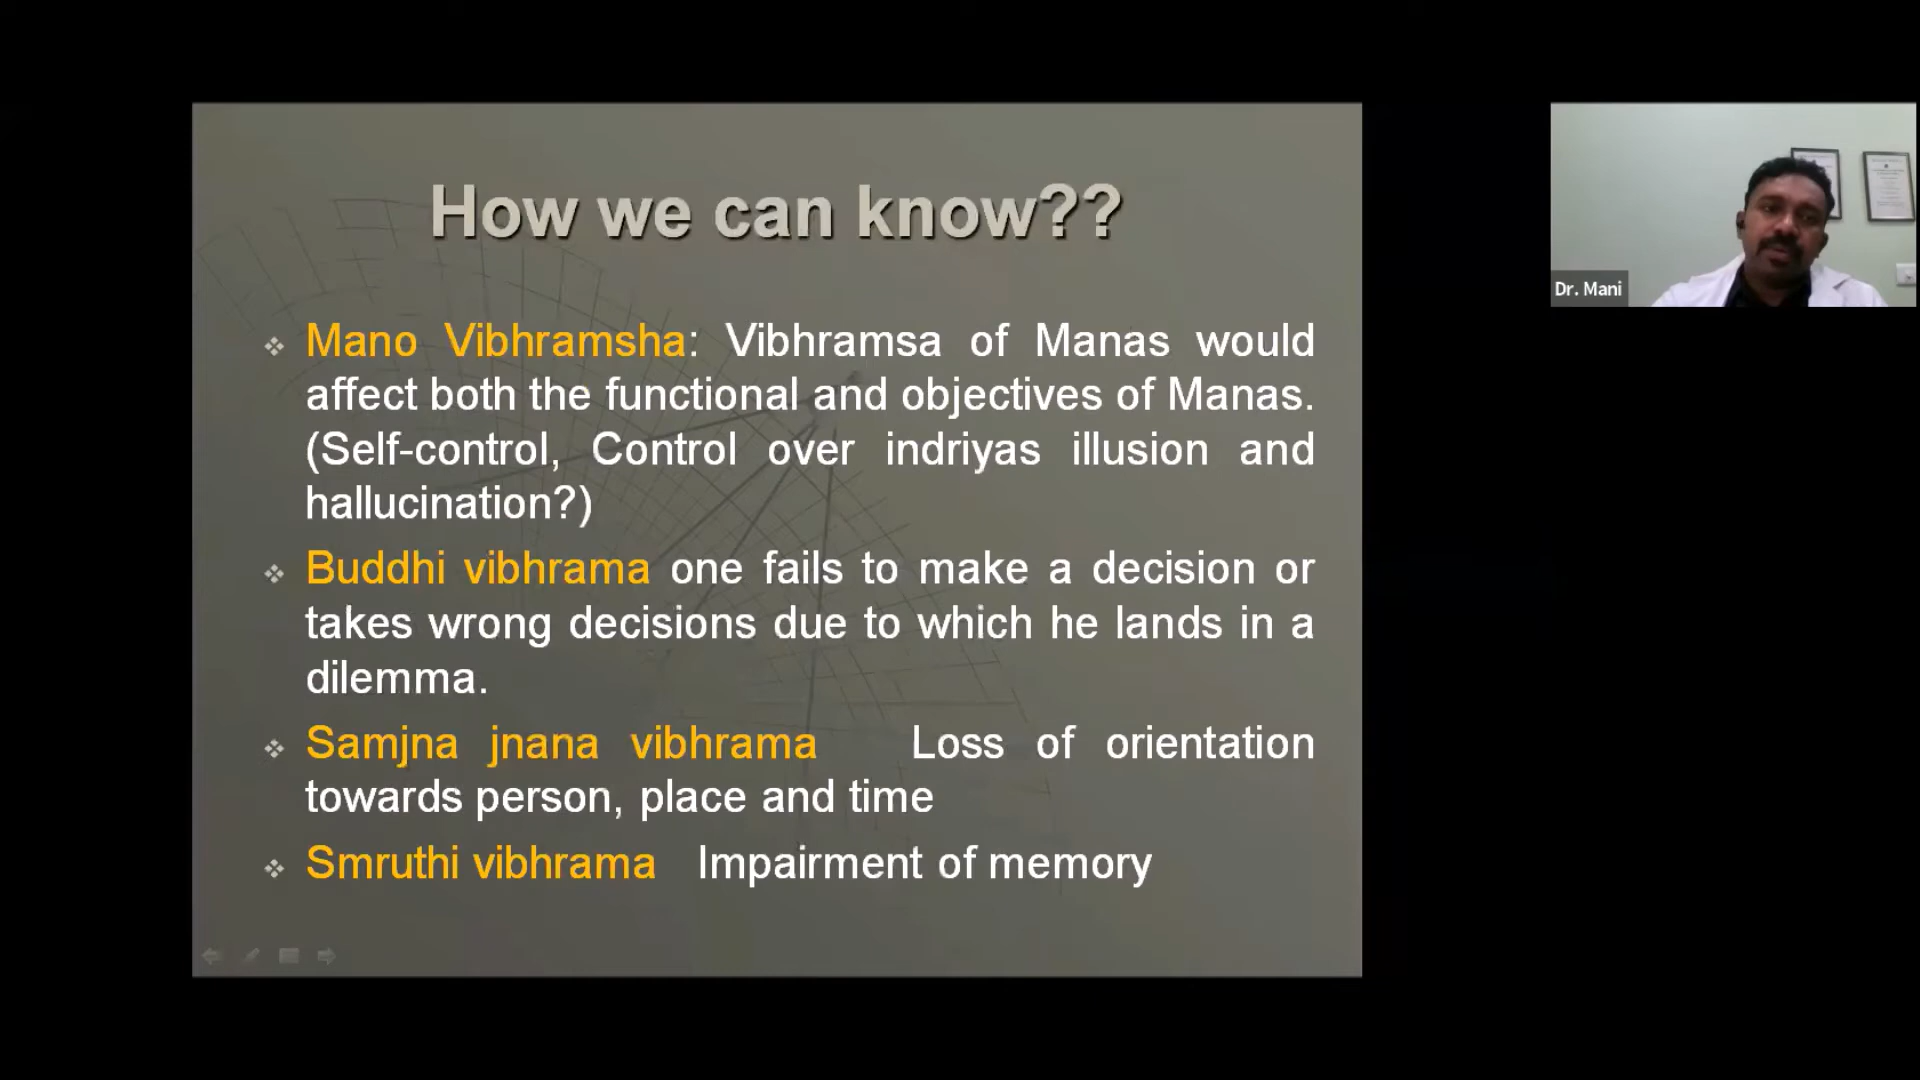 How we can know??
Mano Vibhramsha: Vibhramsa of Manas would
affect both the functional and objectives of Manas.
(Self-control, Control over indriyas illusion and
hallucination?)
Buddhi vibhrama one fails to make a decision or
takes wrong decisions due to which he lands in a
dilemma.
Samjna jnana vibhrama Loss of orientation
towards person, place and time
Smruthi vibhrama Impairment of memory
Dr. Mani